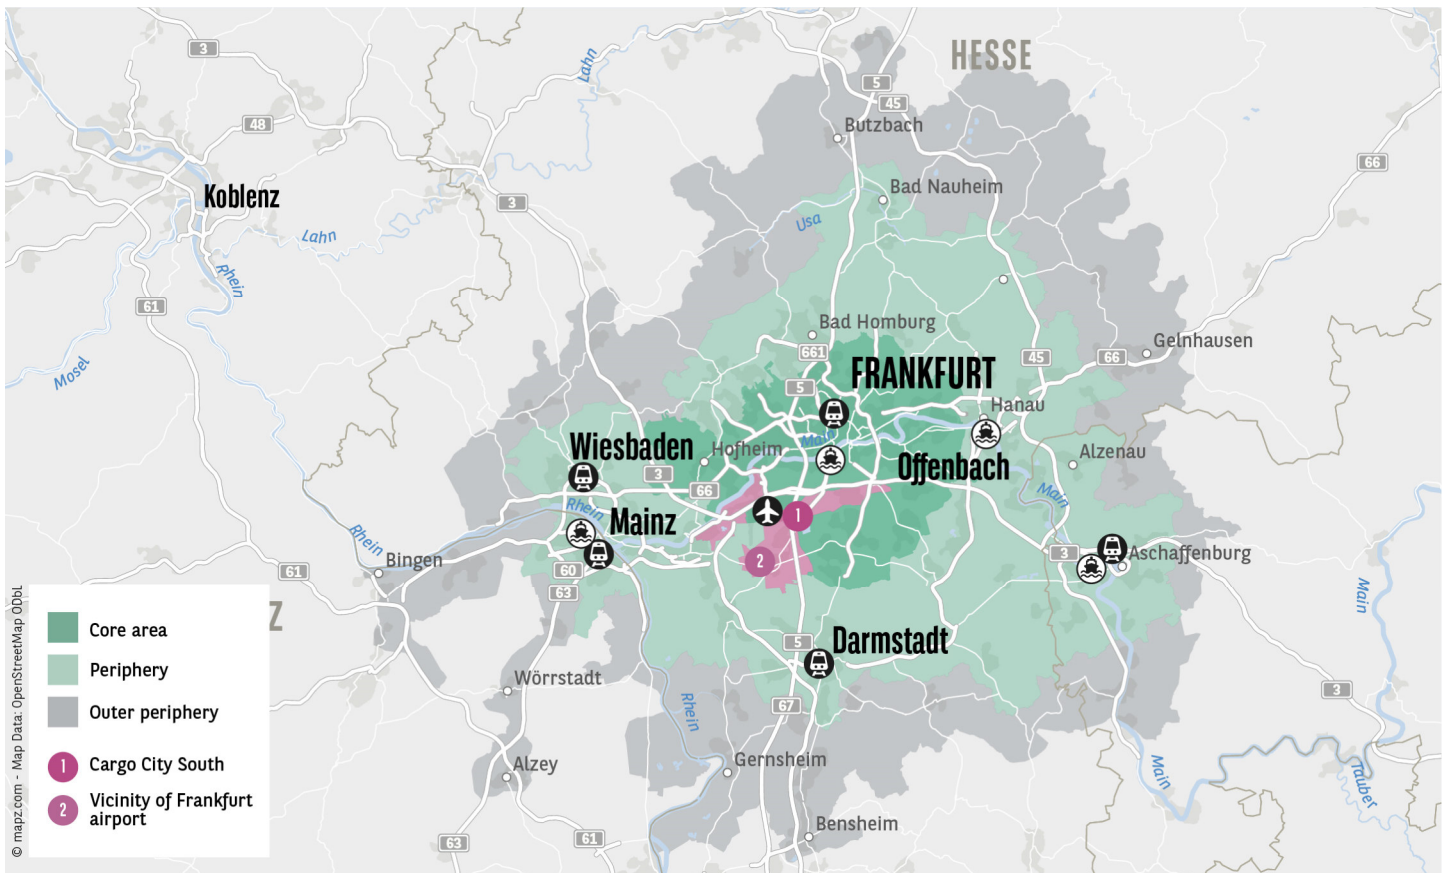 HESSE
3
Lahn
5
45
48
Butzbach
66
Koblenz
3
Bad Nauheim
Usa
Lahn
Rhein
61
Bad Homburg
Gelnhausen
661
45
66
Mosel
FRANKFURT
5
Hanau
Main
Wiesbaden
Hofheim
Alzenau
Offenbach
3
66
Main
Rhein
Mainz
1
Rhein
Bingen
3
Aschaffenburg
2
60
61
63
Main
Z
Core area
5
Darmstadt
Periphery
Wörrstadt
3
Outer periphery
Rhein
67
1
Cargo City South
Alzey
Gernsheim
Main
Tauber
2
Vicinity of Frankfurt
airport
Bensheim
63
61
© mapz.com - Map Data: OpenStreetMap ODbL